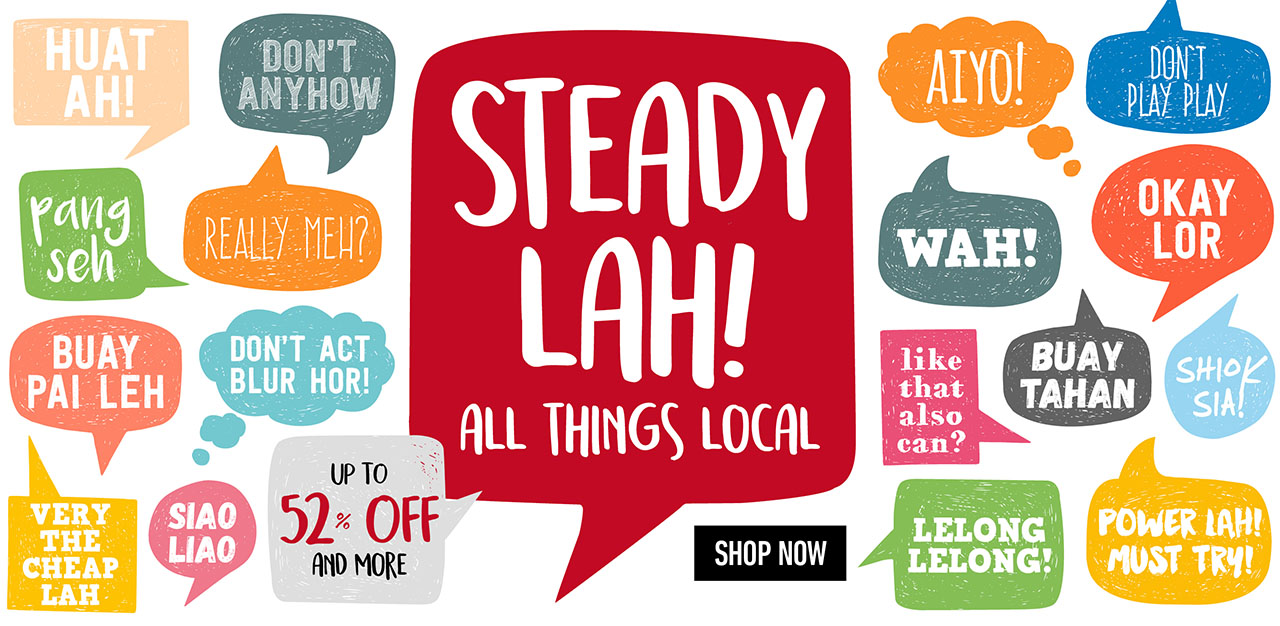 HUAT
AH!
DON'T
ANYHOW
pang
seh
REALLY MEH?
BUAY
PAI LEH
DON'T ACT
BLUR HOR!
VERY
THE
CHEAP
LAH
SIAO
LIAO
UP TO
52% OFF
AND MORE
STEADY
LAH!
ALL THINGS LOCAL
SHOP NOW
AIYO!
DON'T
PLAY PLAY
WAH!
OKAY
LOR
like
that
also
can?
BUAY
TAHAN
SHIOK
SIA!
LELONG
LELONG!
POWER LAH!
MUST TRY!